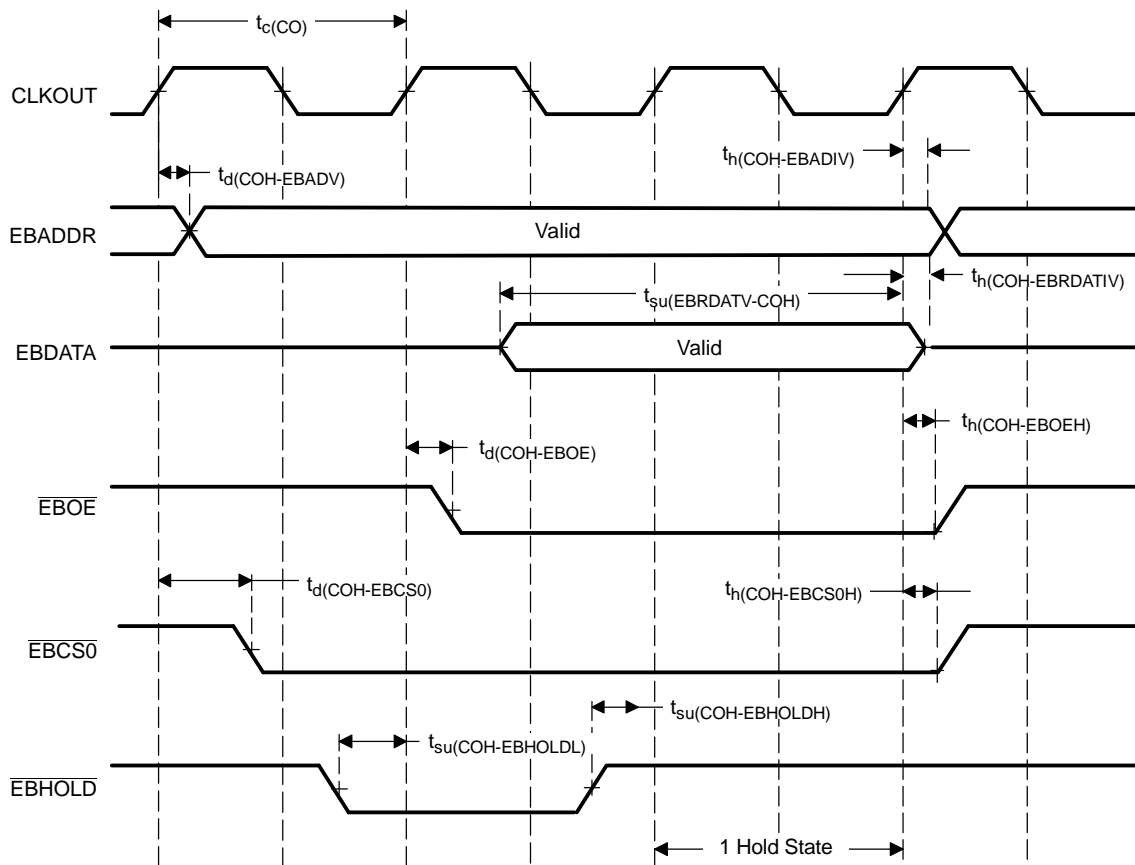 tc(CO)
CLKOUT
th(COH-EBADIV)
td(COH-EBADV)
EBADDR
Valid
th(COH-EBRDATIV)
tsu(EBRDATV-COH)
EBDATA
Valid
th(COH-EBOEH)
td(COH-EBOE)
EBOE
td(COH-EBCS0)
th(COH-EBCS0H)
EBCS0
tsu(COH-EBHOLDH)
tsu(COH-EBHOLDL)
EBHOLD
1 Hold State